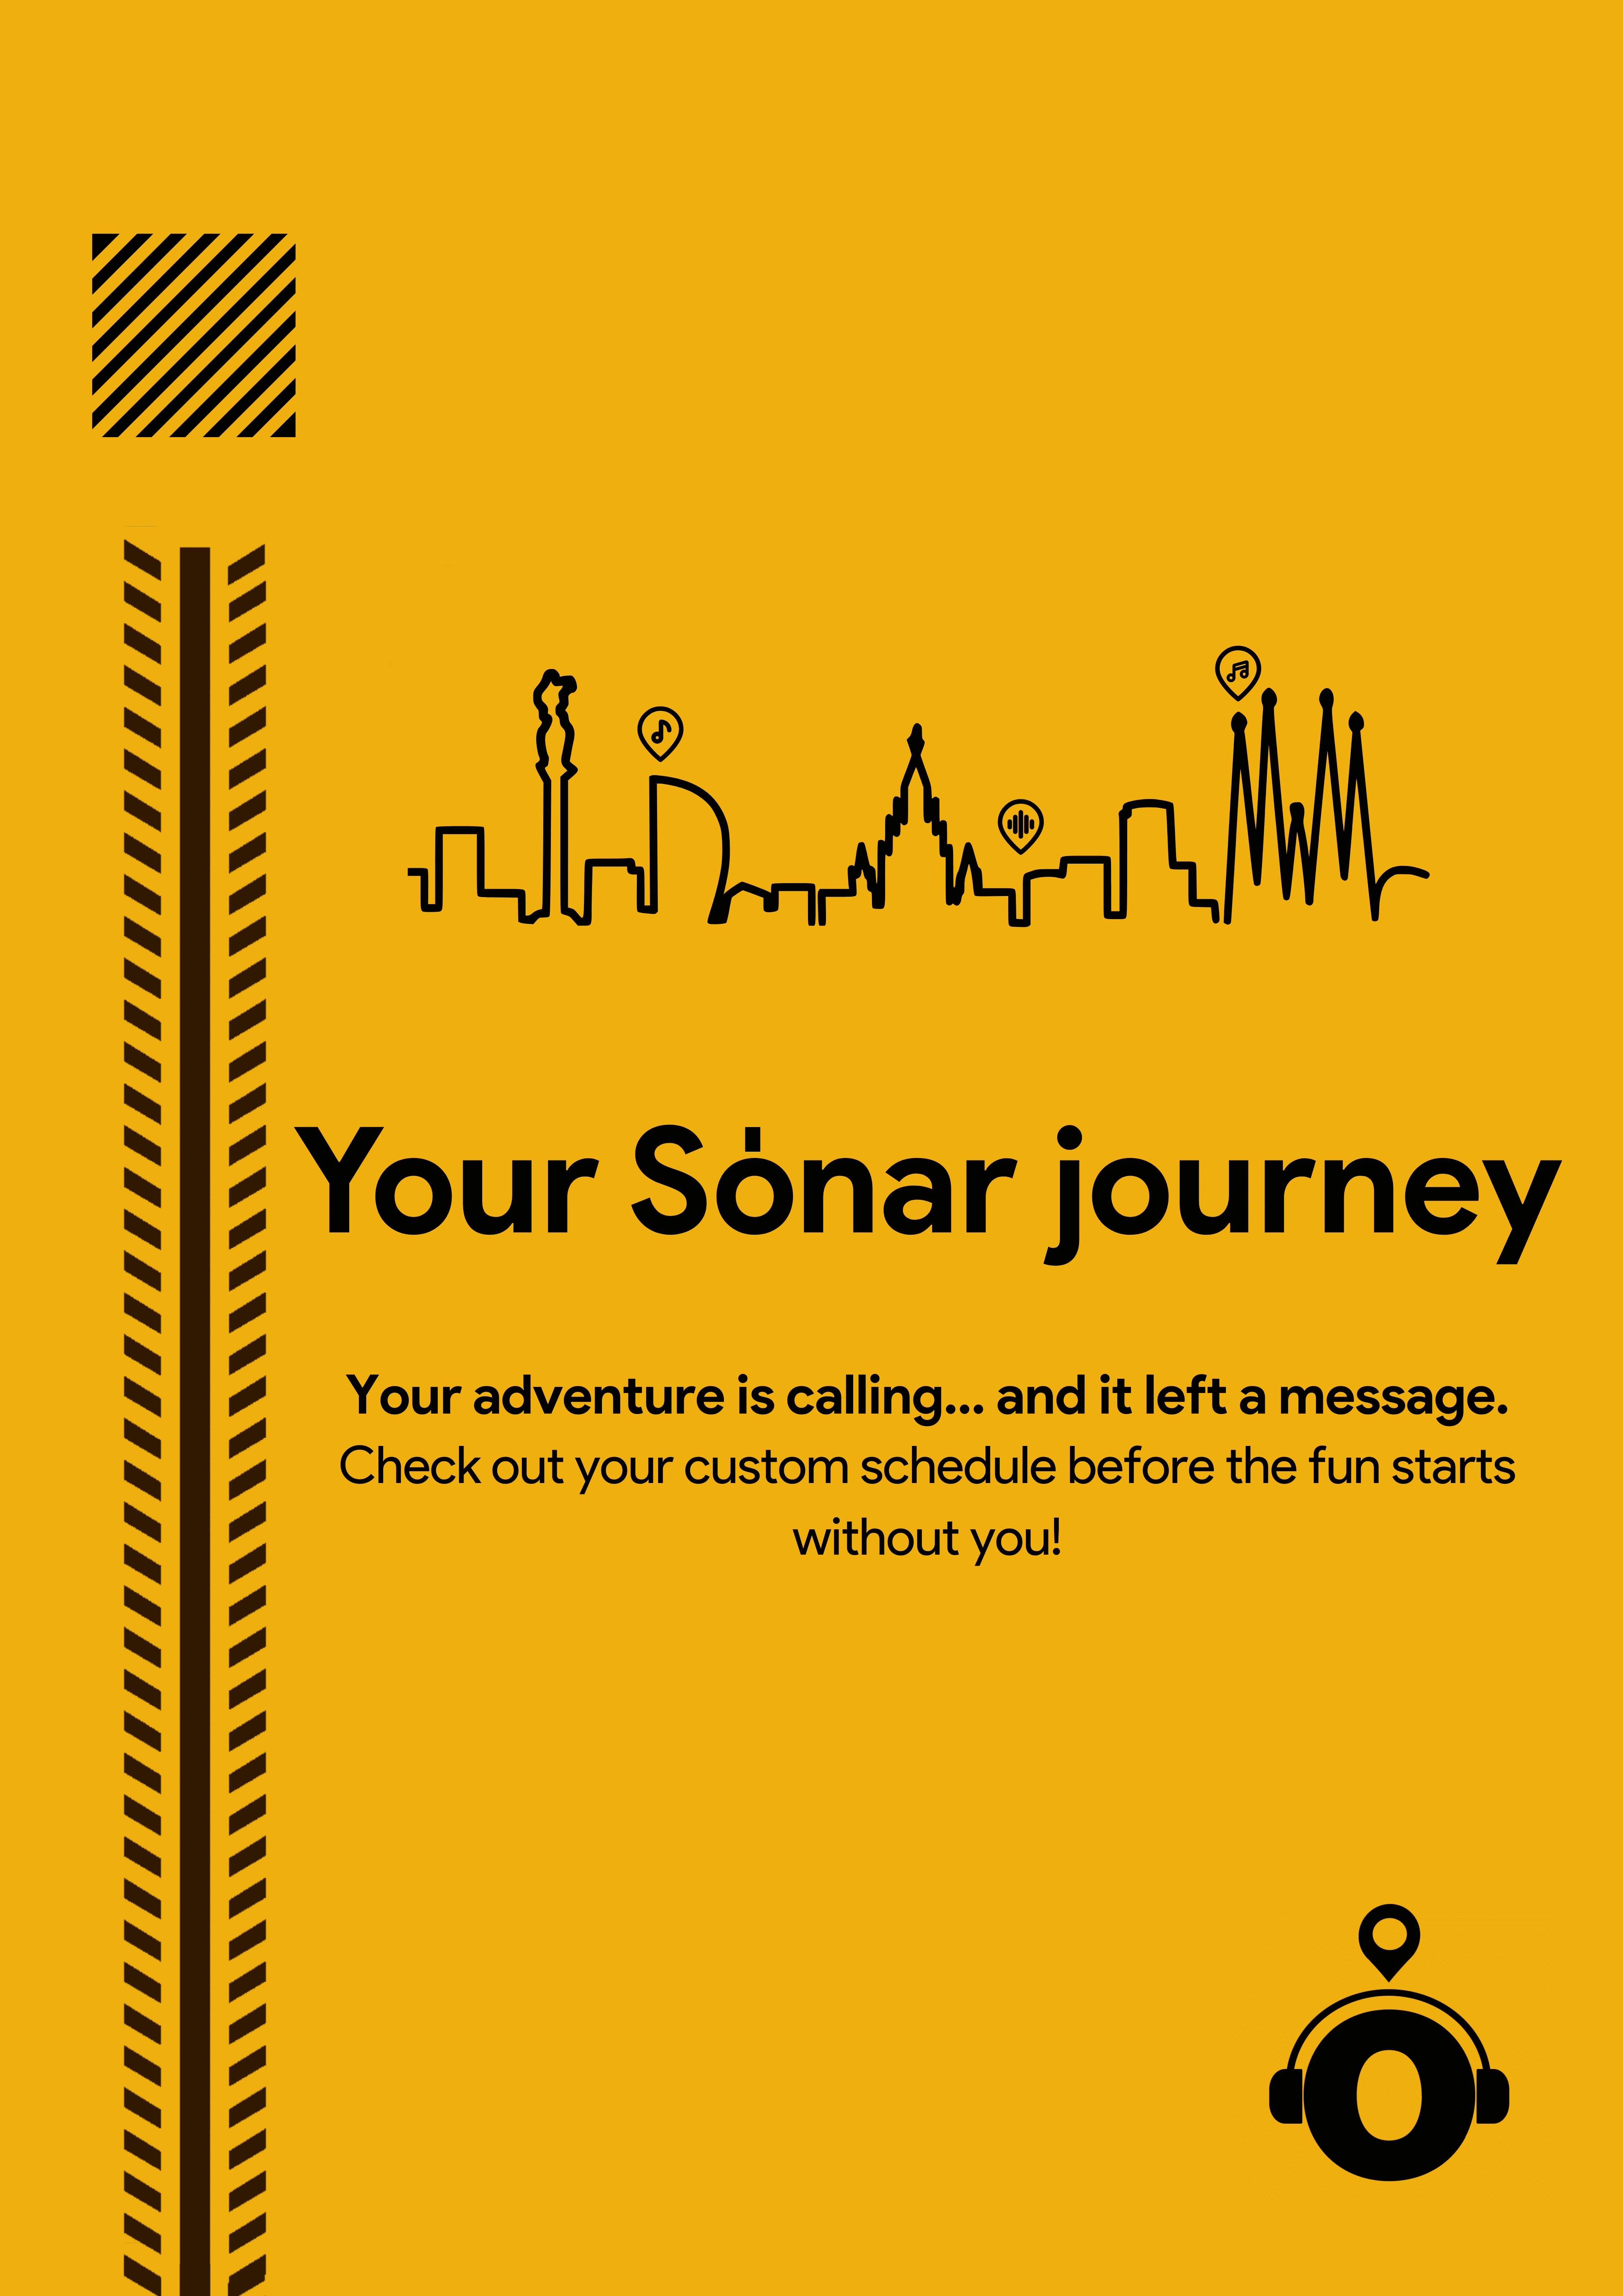 Your Sónar journey
Your adventure is calling... and it left a message.
Check out your custom schedule before the fun starts
without you!
O